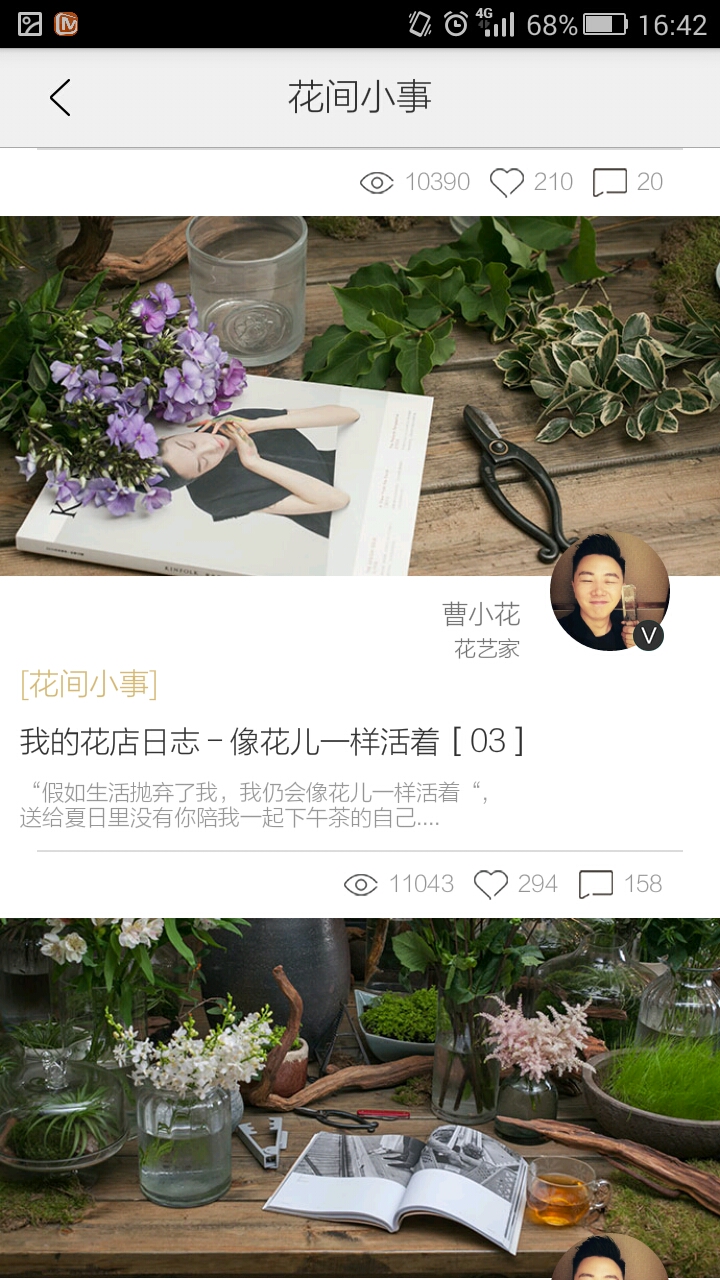 4G 68% 16:42
花间小事
10390 210 20
KINFOLK
曹小花
V
花艺家
[花间小事]
我的花店日志 – 像花儿一样活着 [ 03 ]
“假如生活抛弃了我，我仍会像花儿一样活着“，
送给夏日里没有你陪我一起下午茶的自己....
11043 294 158